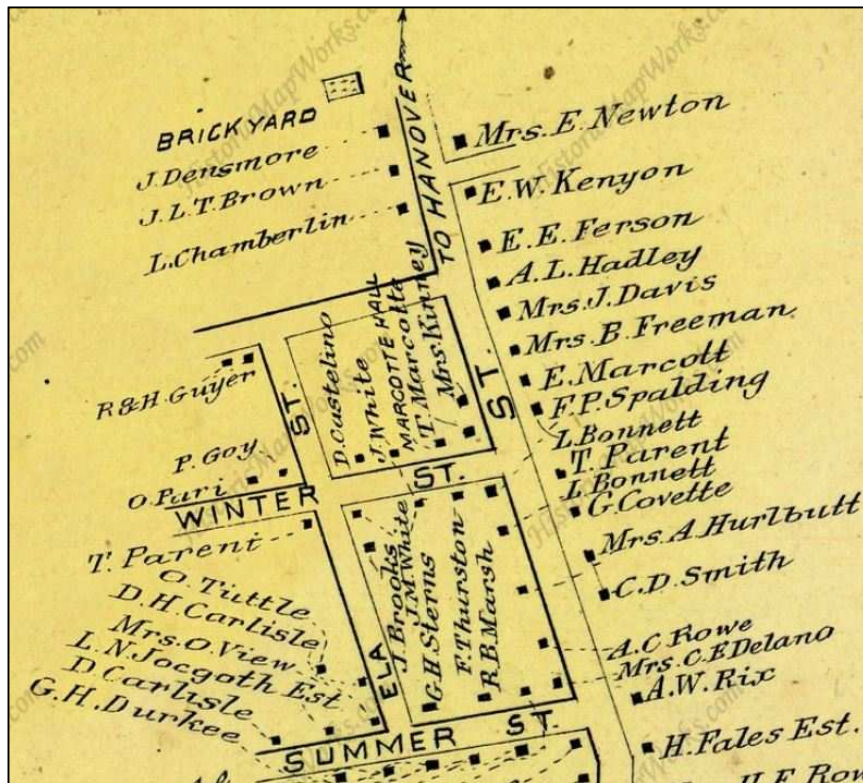 TO HANOVER
BRICKYARD
Mrs. E. Newton
J. Densmore
E. W. Kenyon
J. L. T. Brown
E. E. Ferson
L. Chamberlin
A. L. Hadley
Mrs. J. Davis
Mrs. B. Freeman
E. Marcott
F. P. Spalding
L. Bonnett
T. Parent
L. Bonnett
G. Covette
Mrs. A. Hurlbutt
C. D. Smith
A. C Rowe
Mrs. C. E Delano
A. W. Rix
H. Fales Est.
D. Custelino
J. White
MARCOTTE HALL
T. Marcotte
Mrs. Kinney
ST.
R & H. Guyer
ST.
P. Goy
O. Pari
WINTER ST.
T. Parent
O. Tuttle
D. H. Carlisle
Mrs. O. View
L. N. Jocgoth Est
D. Carlisle
G. H. Durkee
ELA
J. Brooks
J. M. White
G. H Sterns
F. Thurston
R. B. Marsh
SUMMER ST.
HistoricMapWorks.com